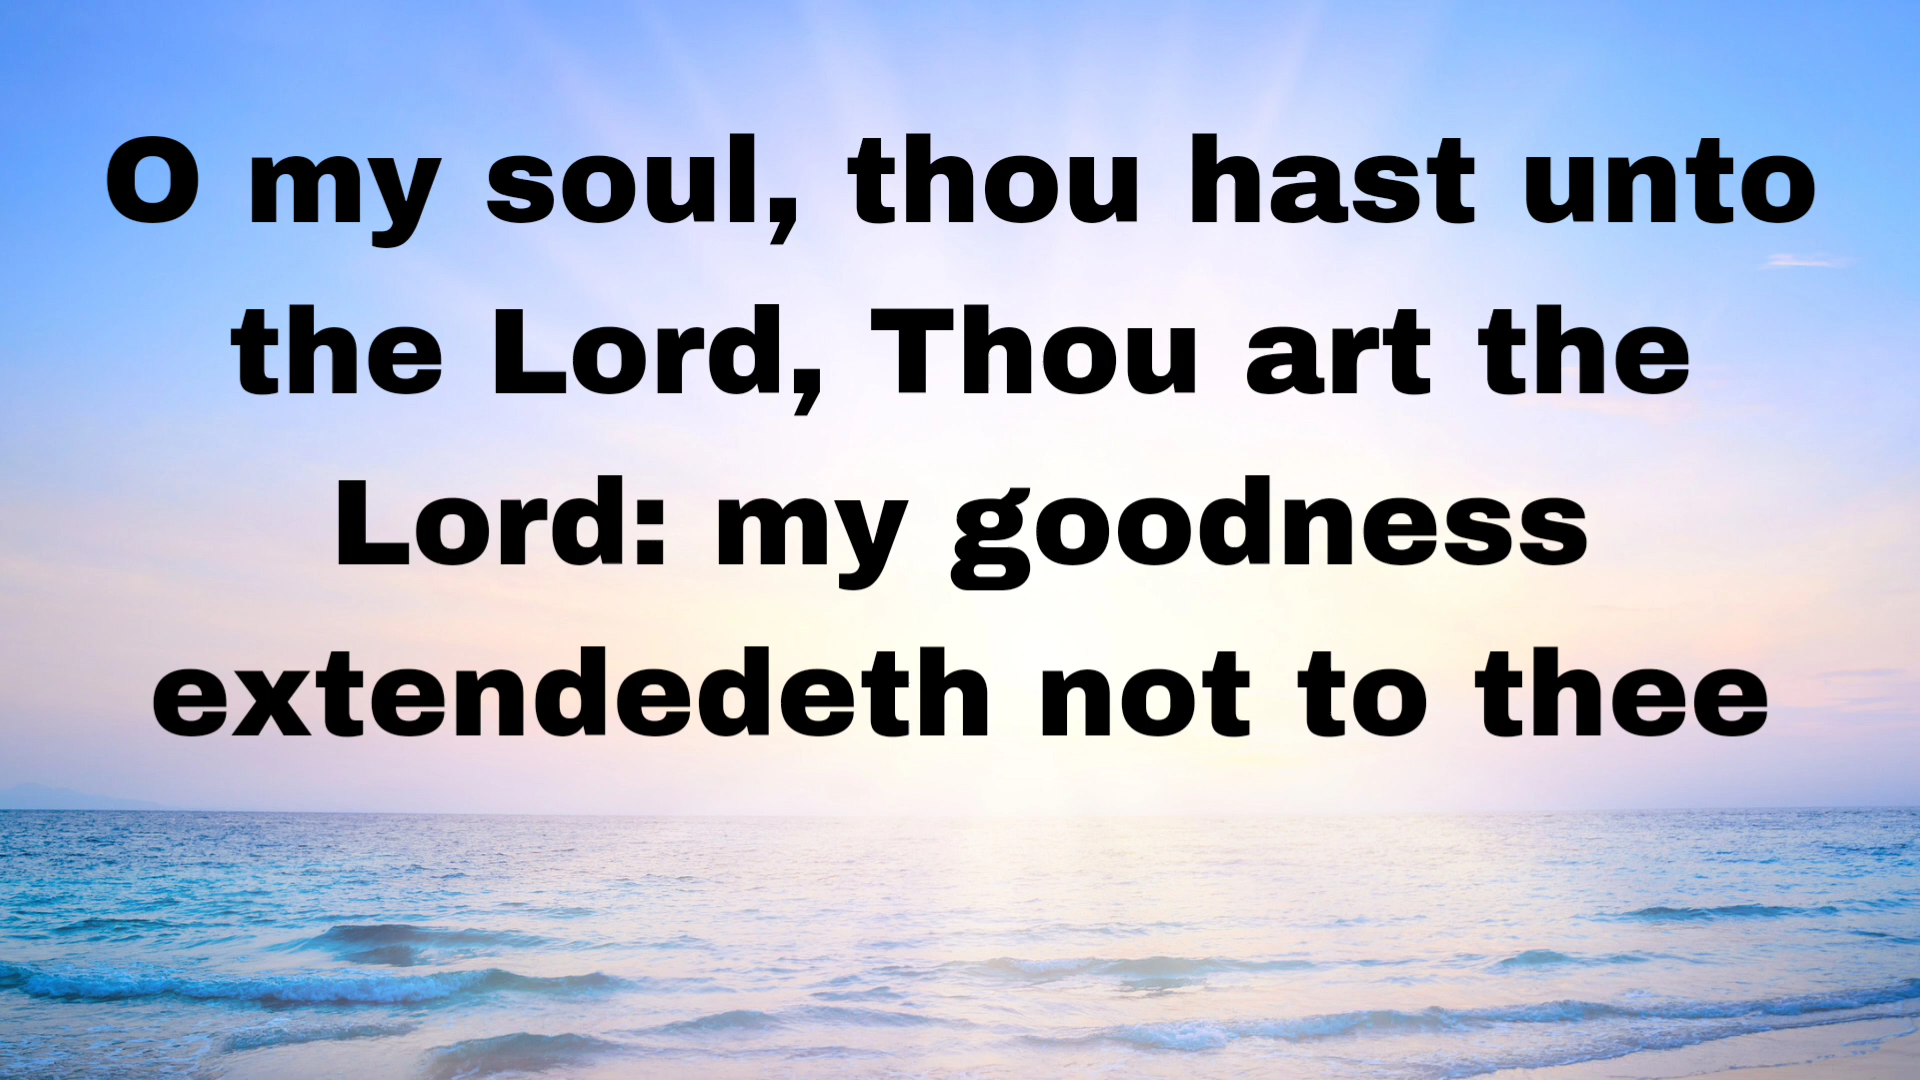 O my soul, thou hast unto
the Lord, Thou art the
Lord: my goodness
extendedeth not to thee